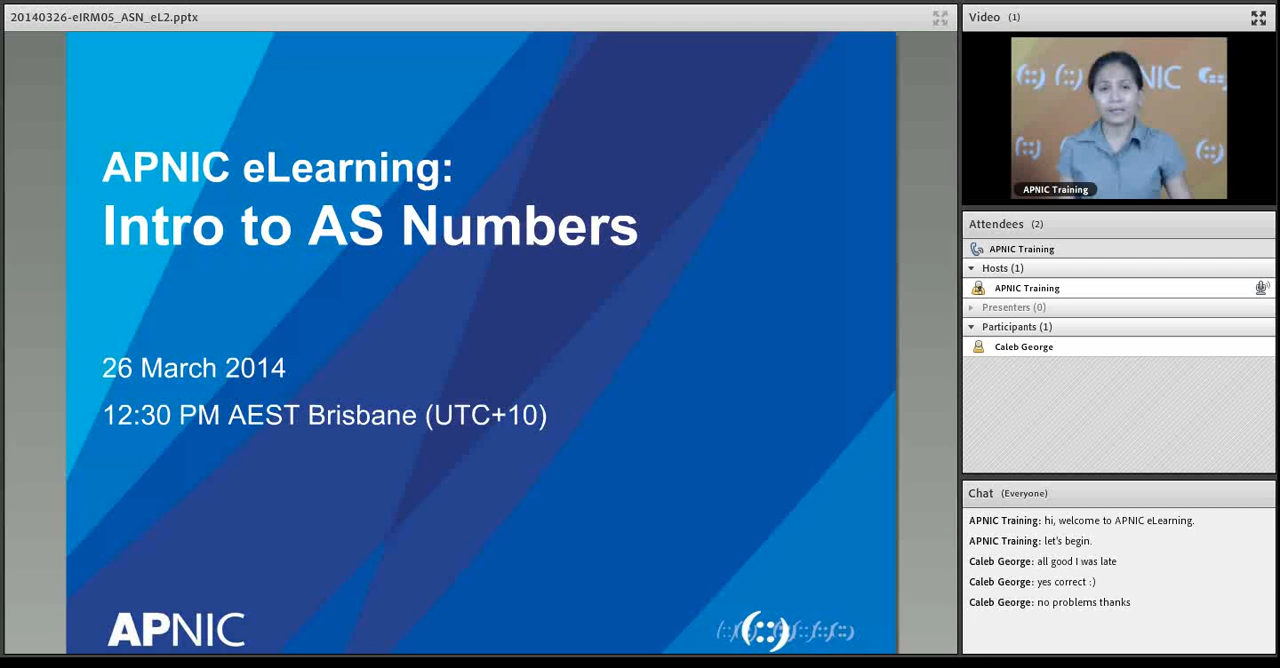 20140326-eIRM05_ASN_eL2.pptx
APNIC eLearning:
Intro to AS Numbers
26 March 2014
12:30 PM AEST Brisbane (UTC+10)
APNIC
Video (1)
NIC
APNIC Training
Attendees (2)
APNIC Training
Hosts (1)
APNIC Training
Presenters (0)
Participants (1)
Caleb George
Chat (Everyone)
APNIC Training: hi, welcome to APNIC eLearning.
APNIC Training: let's begin.
Caleb George: all good I was late
Caleb George: yes correct :)
Caleb George: no problems thanks